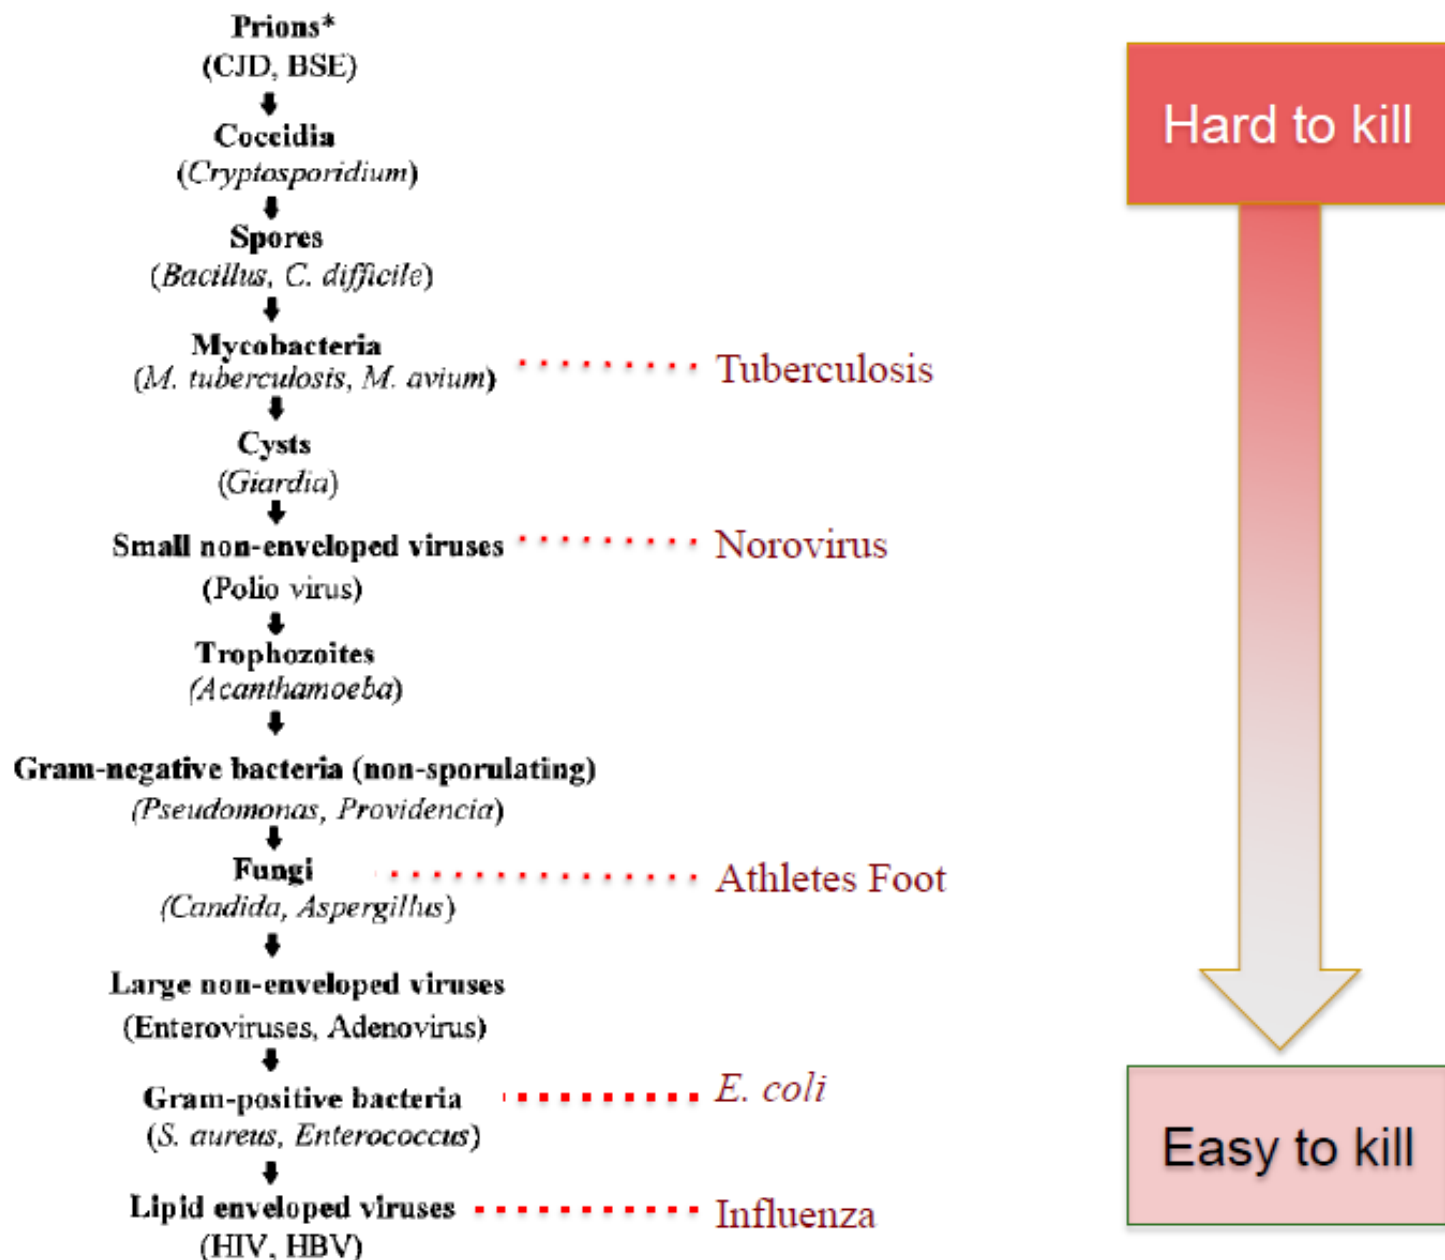 Prions*
(CJD, BSE)
Hard to kill
Coccidia
(Cryptosporidium)
Spores
(Bacillus, C. difficile)
Mycobacteria
(M. tuberculosis, M. avium)
Tuberculosis
Cysts
(Giardia)
Small non-enveloped viruses
Norovirus
(Polio virus)
Trophozoites
(Acanthamoeba)
Gram-negative bacteria (non-sporulating)
(Pseudomonas, Providencia)
Fungi
Athletes Foot
(Candida, Aspergillus)
Large non-enveloped viruses
(Enteroviruses, Adenovirus)
Gram-positive bacteria
E. coli
(S. aureus, Enterococcus)
Easy to kill
Lipid enveloped viruses
Influenza
(HIV, HBV)